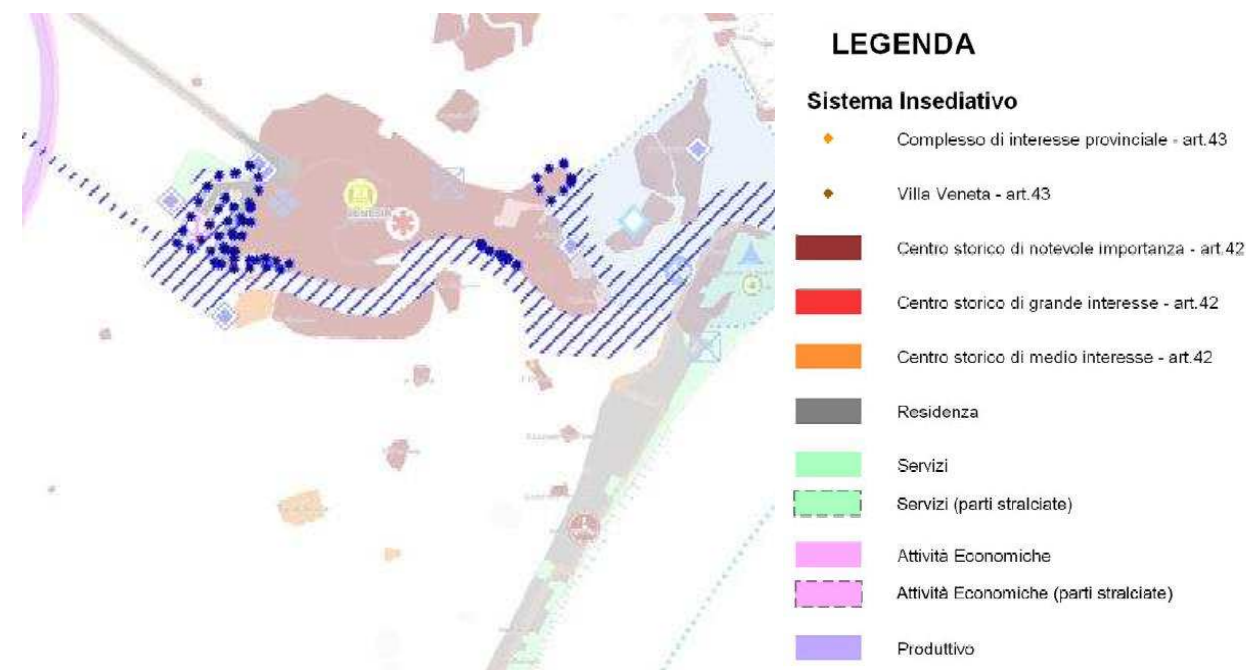 LEGENDA
Sistema Insediativo
Complesso di interesse provinciale - art.43
Villa Veneta - art.43
Centro storico di notevole importanza - art.42
Centro storico di grande interesse - art.42
Centro storico di medio interesse - art.42
Residenza
Servizi
Servizi (parti stralciate)
Attività Economiche
Attività Economiche (parti stralciate)
Produttivo